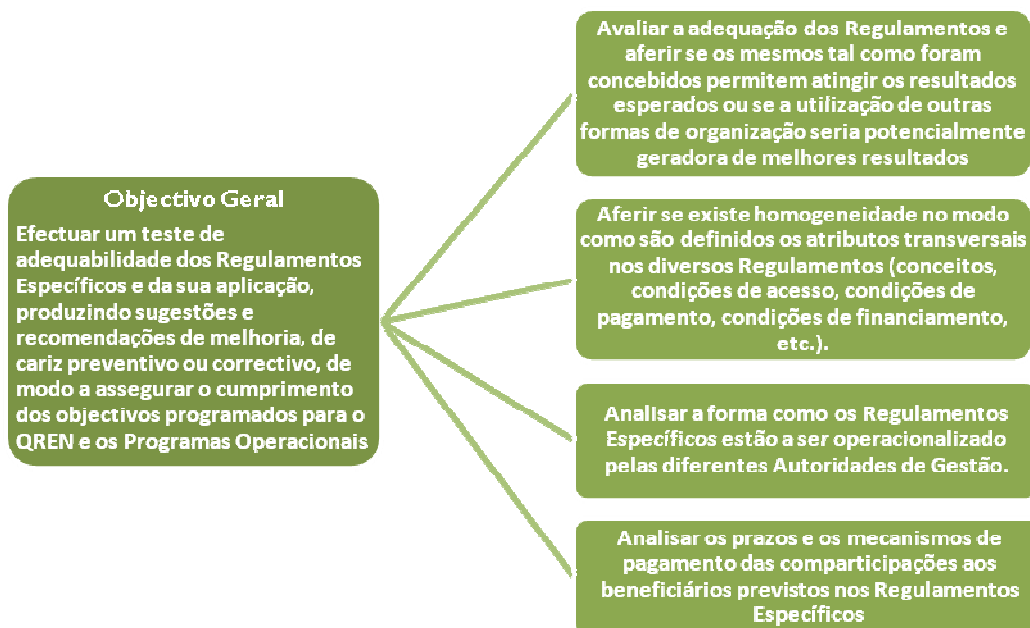 Objectivo Geral
Efectuar um teste de
adequabilidade dos Regulamentos
Específicos e da sua aplicação,
produzindo sugestões e
recomendações de melhoria, de
cariz preventivo ou correctivo, de
modo a assegurar o cumprimento
dos objectivos programados para o
QREN e os Programas Operacionais
Avaliar a adequação dos Regulamentos e
aferir se os mesmos tal como foram
concebidos permitem atingir os resultados
esperados ou se a utilização de outras
formas de organização seria potencialmente
geradora de melhores resultados
Aferir se existe homogeneidade no modo
como são definidos os atributos transversais
nos diversos Regulamentos (conceitos,
condições de acesso, condições de
pagamento, condições de financiamento,
etc.).
Analisar a forma como os Regulamentos
Específicos estão a ser operacionalizado
pelas diferentes Autoridades de Gestão.
Analisar os prazos e os mecanismos de
pagamento das comparticipações aos
beneficiários previstos nos Regulamentos
Específicos